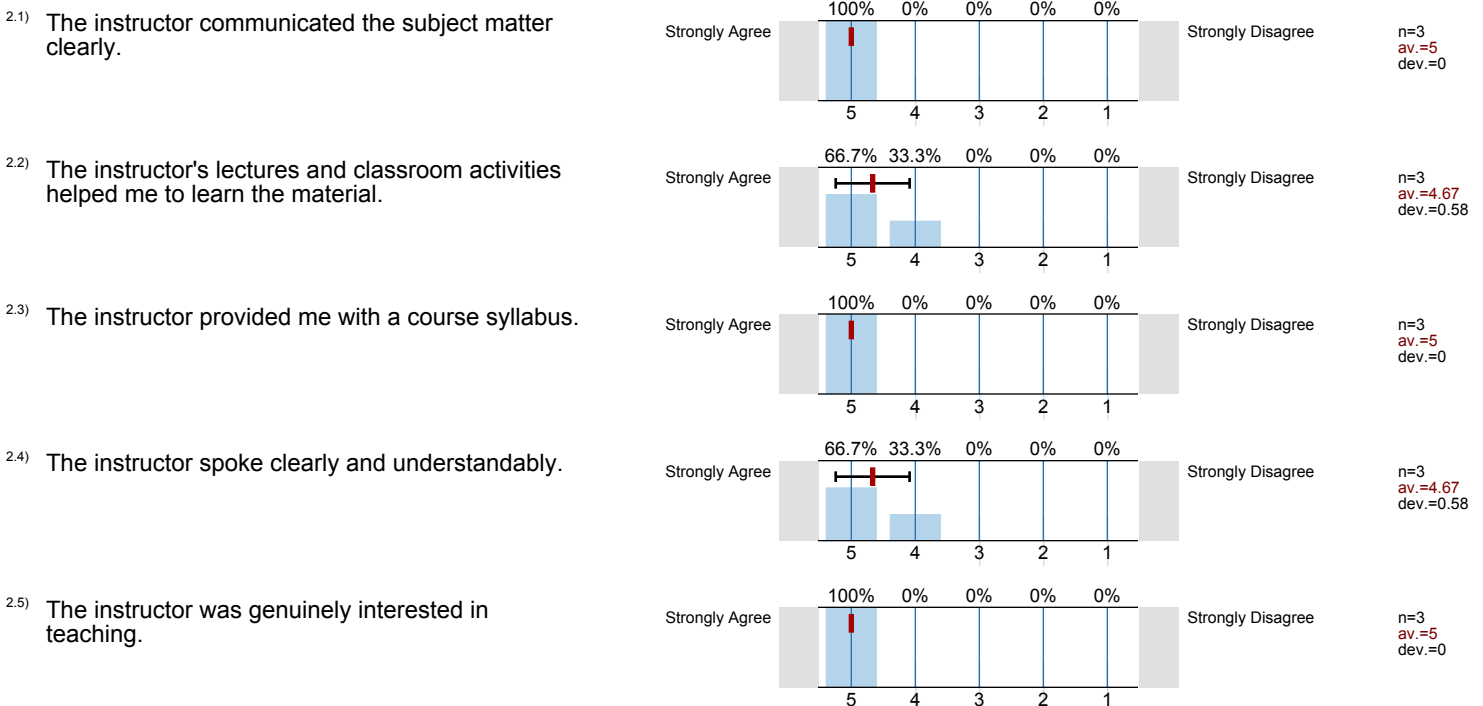 100% 0% 0% 0%
2.1) The instructor communicated the subject matter
clearly.
Strongly Agree
Strongly Disagree
n=3
av.=5
dev.=0
5 4 3 2 1
66.7% 33.3% 0% 0% 0%
2.2) The instructor's lectures and classroom activities
helped me to learn the material.
Strongly Agree
Strongly Disagree
n=3
av.=4.67
dev.=0.58
5 4 3 2 1
100% 0% 0% 0% 0%
2.3) The instructor provided me with a course syllabus.
Strongly Agree
Strongly Disagree
n=3
av.=5
dev.=0
5 4 3 2 1
66.7% 33.3% 0% 0% 0%
2.4) The instructor spoke clearly and understandably.
Strongly Agree
Strongly Disagree
n=3
av.=4.67
dev.=0.58
5 4 3 2 1
100% 0% 0% 0% 0%
2.5) The instructor was genuinely interested in
teaching.
Strongly Agree
Strongly Disagree
n=3
av.=5
dev.=0
5 4 3 2 1